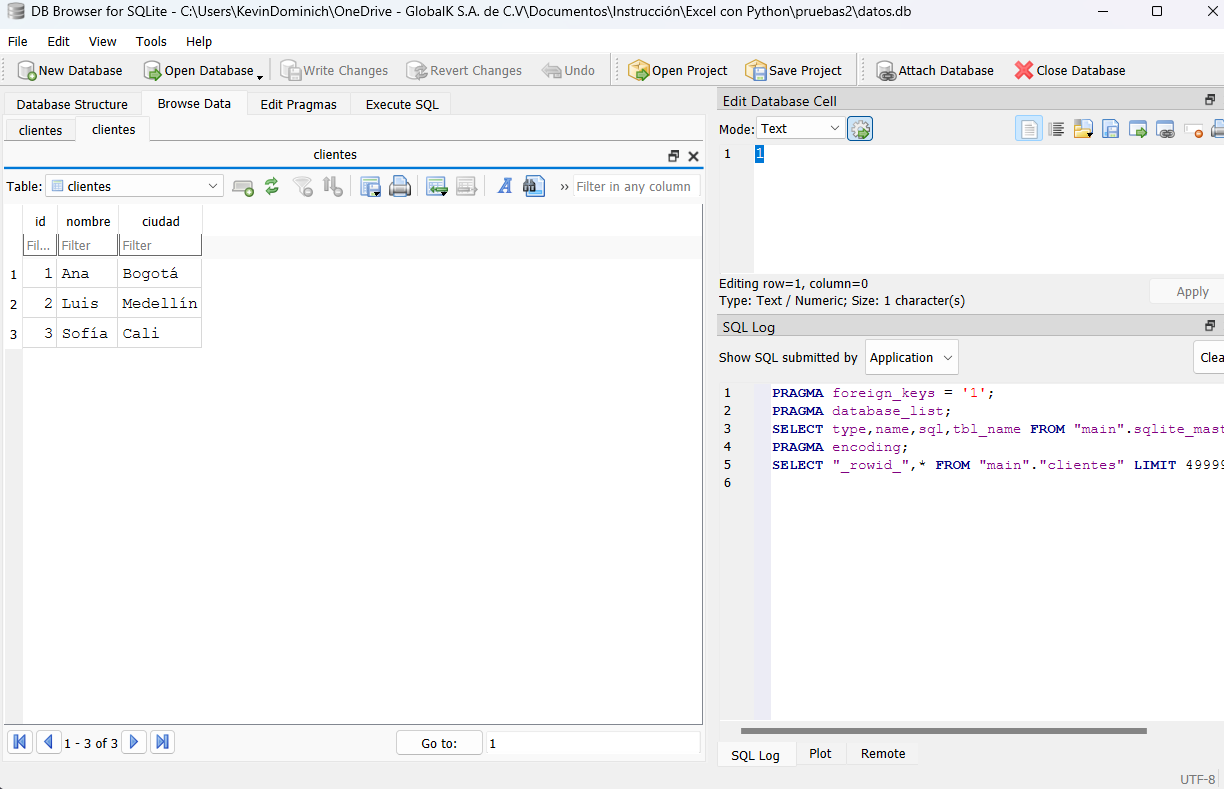 DB Browser for SQLite - C:\Users\KevinDominich\OneDrive - GlobalK S.A. de C.V\Documentos\Instrucción\Excel con Python\pruebas2\datos.db
File Edit View Tools Help
New Database Open Database Write Changes Revert Changes Undo Open Project Save Project Attach Database Close Database
Database Structure Browse Data Edit Pragmas Execute SQL
clientes clientes
clientes
Table: clientes » Filter in any column
id nombre ciudad
Fil... Filter Filter
1 1 Ana Bogotá
2 2 Luis Medellín
3 3 Sofía Cali
1 - 3 of 3 Go to: 1
Edit Database Cell
Mode: Text
1 1
Editing row=1, column=0
Type: Text / Numeric; Size: 1 character(s)
Apply
SQL Log
Show SQL submitted by Application Clea
1 PRAGMA foreign_keys = '1';
2 PRAGMA database_list;
3 SELECT type,name,sql,tbl_name FROM "main".sqlite_mast
4 PRAGMA encoding;
5 SELECT "_rowid_",* FROM "main"."clientes" LIMIT 49999
6
SQL Log Plot Remote
UTF-8